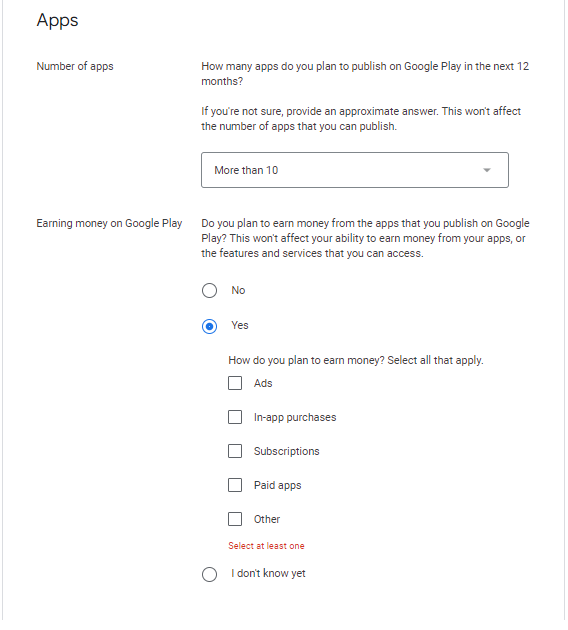 Apps
Number of apps
How many apps do you plan to publish on Google Play in the next 12
months?
If you're not sure, provide an approximate answer. This won't affect
the number of apps that you can publish.
More than 10
Earning money on Google Play
Do you plan to earn money from the apps that you publish on Google
Play? This won't affect your ability to earn money from your apps, or
the features and services that you can access.
No
Yes
How do you plan to earn money? Select all that apply.
Ads
In-app purchases
Subscriptions
Paid apps
Other
Select at least one
I don't know yet